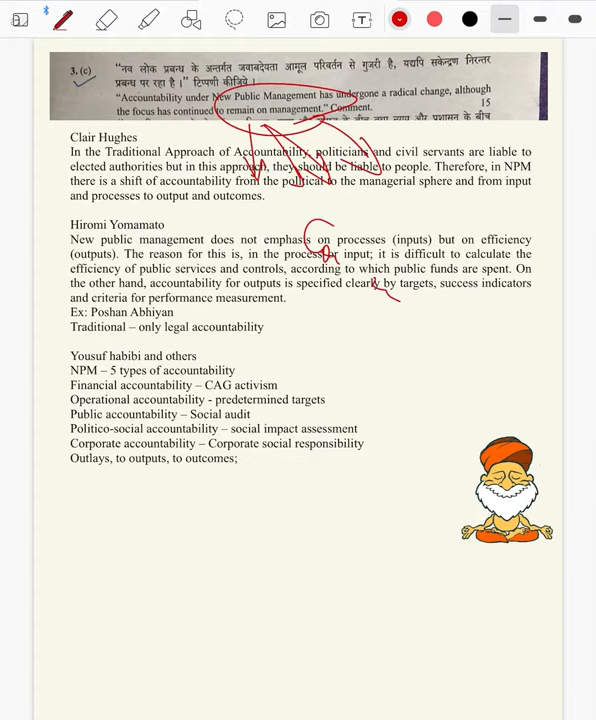 3. (c) “नव लोक प्रबन्ध के अन्तर्गत जवाबदेयता आमूल परिवर्तन से गुजरी है, यद्यपि सकेन्द्रण निरन्तर
प्रबन्ध पर रहा है ।” टिप्पणी कीजिये ।
“Accountability under New Public Management has undergone a radical change, although
the focus has continued to remain on management.” Comment. 15
Clair Hughes
In the Traditional Approach of Accountability, politicians and civil servants are liable to
elected authorities but in this approach, they should be liable to people. Therefore, in NPM
there is a shift of accountability from the political to the managerial sphere and from input
and processes to output and outcomes.
Hiromi Yomamato
New public management does not emphasis on processes (inputs) but on efficiency
(outputs). The reason for this is, in the process or input; it is difficult to calculate the
efficiency of public services and controls, according to which public funds are spent. On
the other hand, accountability for outputs is specified clearly by targets, success indicators
and criteria for performance measurement.
Ex: Poshan Abhiyan
Traditional – only legal accountability
Yousuf habibi and others
NPM – 5 types of accountability
Financial accountability – CAG activism
Operational accountability - predetermined targets
Public accountability – Social audit
Politico-social accountability – social impact assessment
Corporate accountability – Corporate social responsibility
Outlays, to outputs, to outcomes;